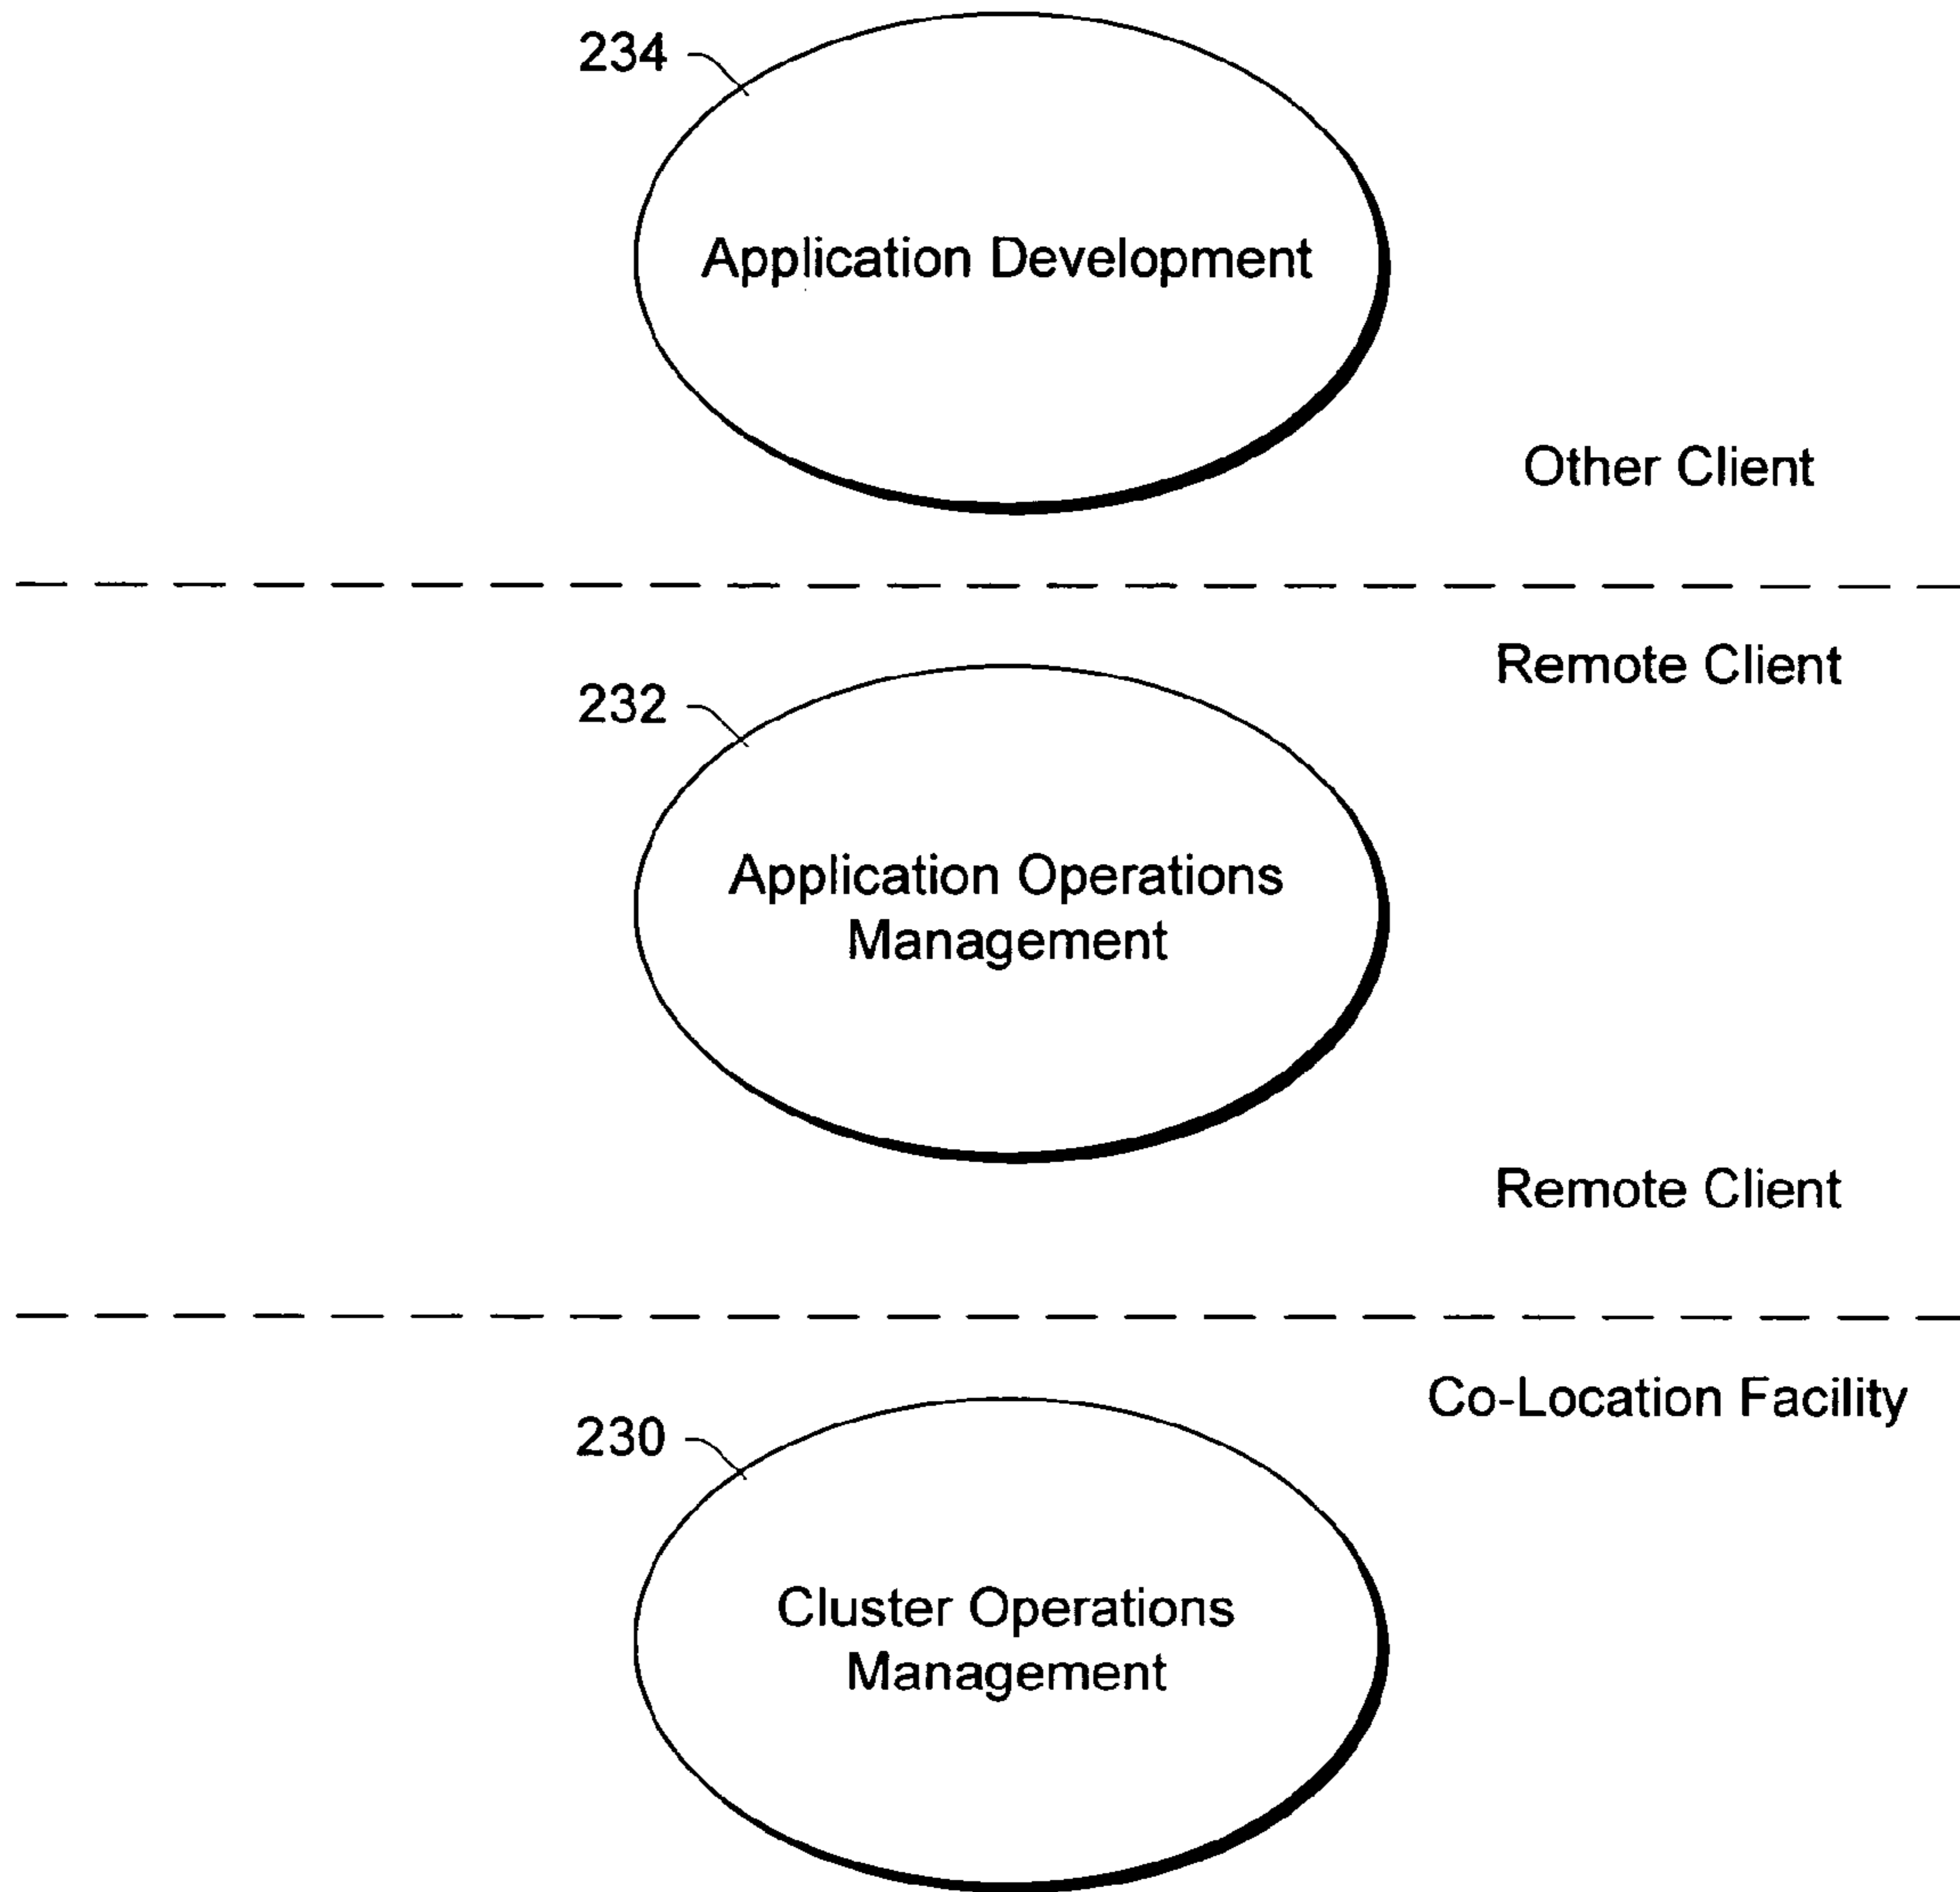 234
Application Development
Other Client
Remote Client
232
Application Operations
Management
Remote Client
Co-Location Facility
230
Cluster Operations
Management